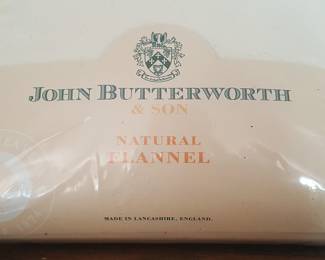 JOHN BUTTERWORTH
& SON
NATURAL
FLANNEL
MADE IN LANCASHIRE, ENGLAND.